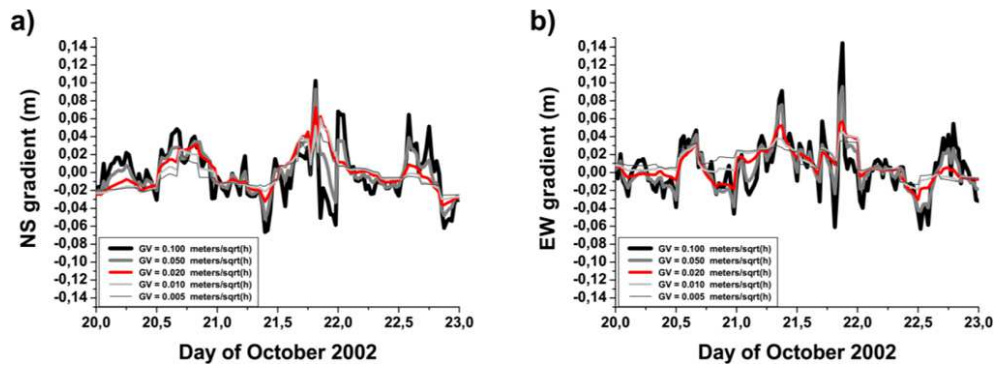 a)
NS gradient (m)
0,14
0,12
0,10
0,08
0,06
0,04
0,02
0,00
-0,02
-0,04
-0,06
-0,08
-0,10
-0,12
-0,14
GV = 0.100 meters/sqrt(h)
GV = 0.050 meters/sqrt(h)
GV = 0.020 meters/sqrt(h)
GV = 0.010 meters/sqrt(h)
GV = 0.005 meters/sqrt(h)
20,0 20,5 21,0 21,5 22,0 22,5 23,0
Day of October 2002
b)
EW gradient (m)
0,14
0,12
0,10
0,08
0,06
0,04
0,02
0,00
-0,02
-0,04
-0,06
-0,08
-0,10
-0,12
-0,14
GV = 0.100 meters/sqrt(h)
GV = 0.050 meters/sqrt(h)
GV = 0.020 meters/sqrt(h)
GV = 0.010 meters/sqrt(h)
GV = 0.005 meters/sqrt(h)
20,0 20,5 21,0 21,5 22,0 22,5 23,0
Day of October 2002